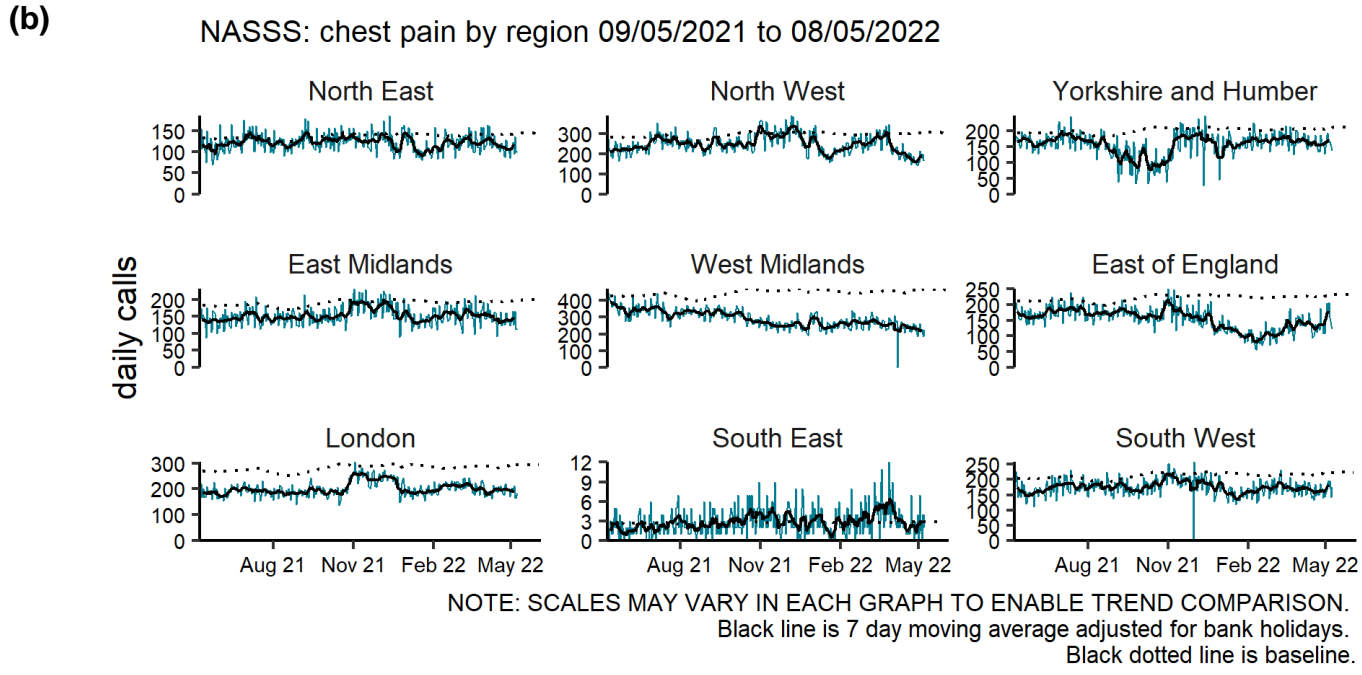 (b)
NASSS: chest pain by region 09/05/2021 to 08/05/2022
daily calls
North East
150
100
50
0
North West
300
200
100
0
Yorkshire and Humber
200
150
100
50
0
East Midlands
200
150
100
50
0
West Midlands
400
300
200
100
0
East of England
250
200
150
100
50
0
London
300
200
100
0
Aug 21 Nov 21 Feb 22 May 22
South East
12
9
6
3
0
Aug 21 Nov 21 Feb 22 May 22
South West
250
200
150
100
50
0
Aug 21 Nov 21 Feb 22 May 22
NOTE: SCALES MAY VARY IN EACH GRAPH TO ENABLE TREND COMPARISON.
Black line is 7 day moving average adjusted for bank holidays.
Black dotted line is baseline.